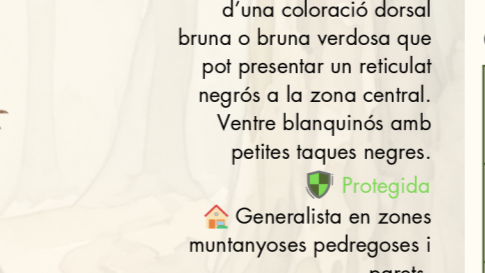 d’una coloració dorsal
bruna o bruna verdosa que
pot presentar un reticulat
negrós a la zona central.
Ventre blanquinós amb
petites taques negres.
Protegida
Generalista en zones
muntanyoses pedregoses i
parets.